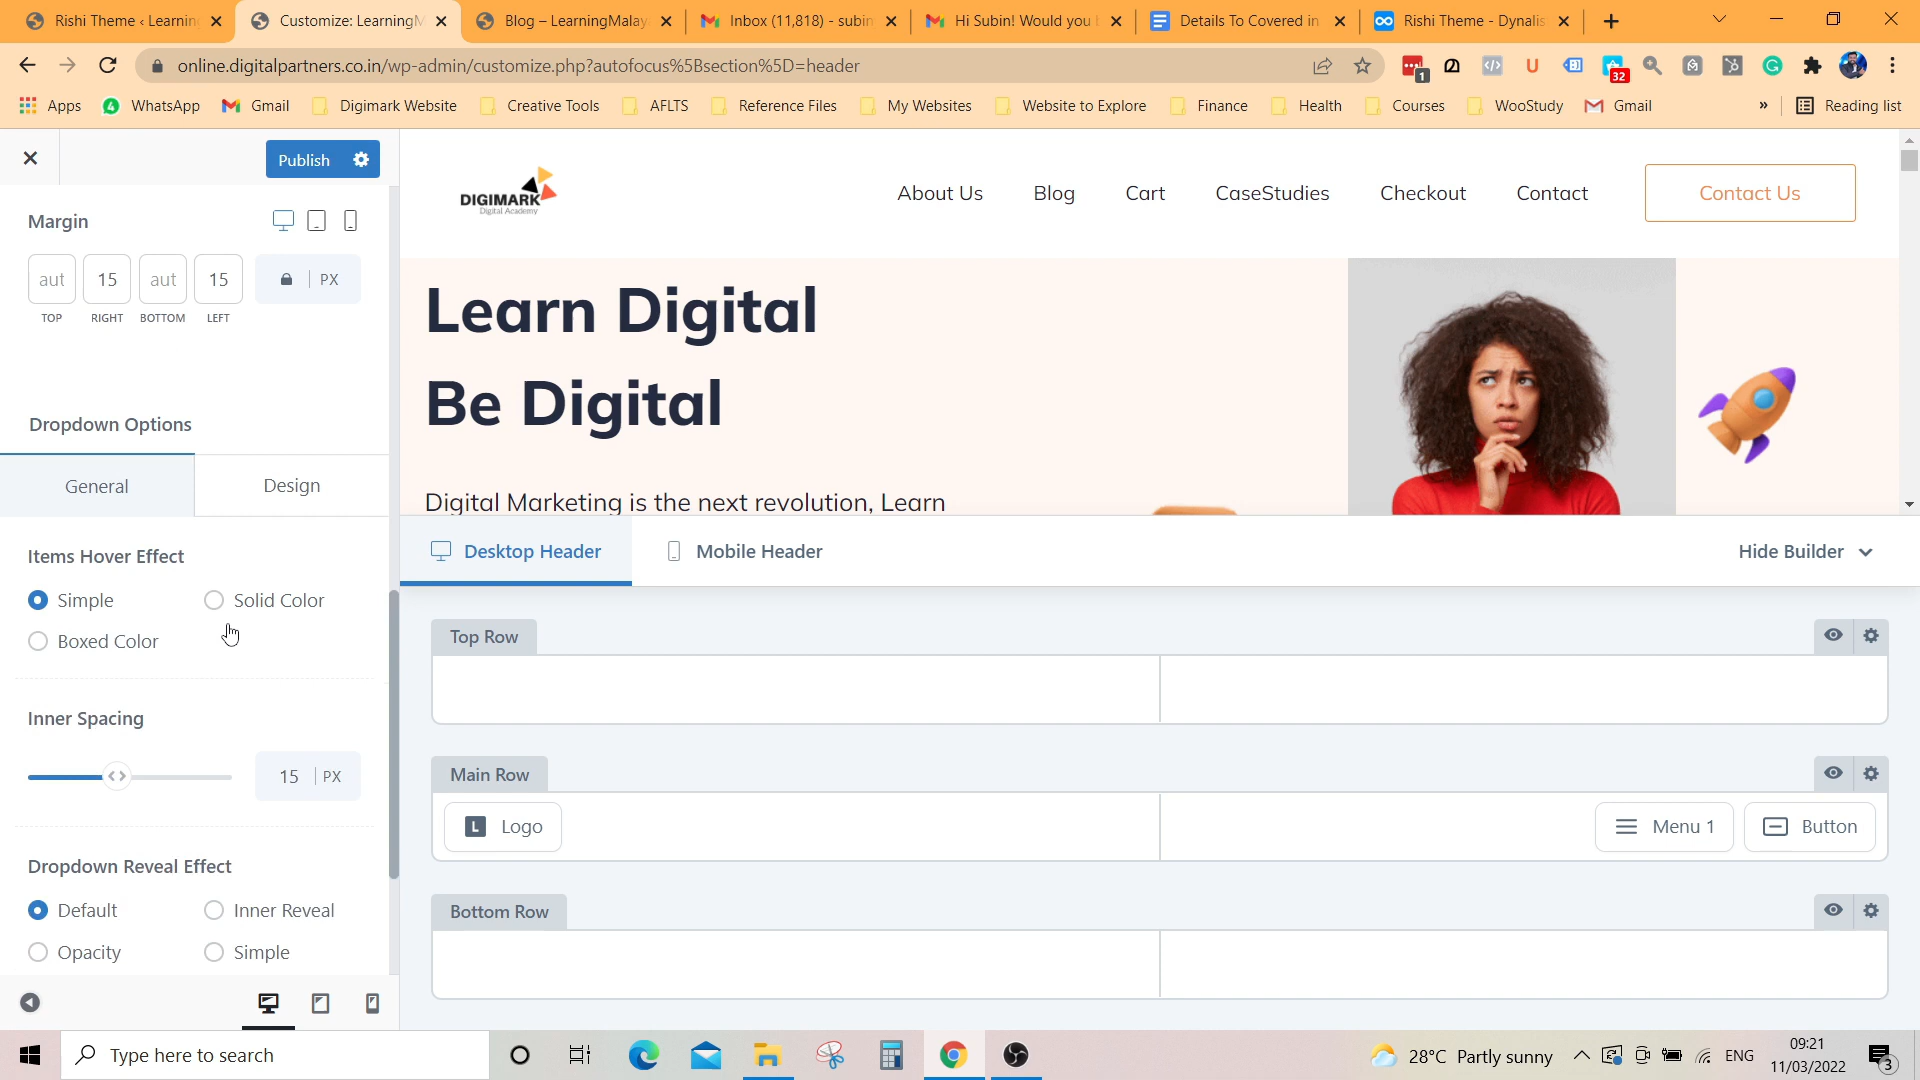 Rishi Theme ‹ Learnin
Customize: LearningM
Blog – LearningMalay
Inbox (11,818) - subin
Hi Subin! Would you
Details To Covered in
Rishi Theme - Dynalis
online.digitalpartners.co.in/wp-admin/customize.php?autofocus%5Bsection%5D=header
1
32
Apps
WhatsApp
Gmail
Digimark Website
Creative Tools
AFLTS
Reference Files
My Websites
Website to Explore
Finance
Health
Courses
WooStudy
Gmail
»
Reading list
Publish
Margin
aut
15
aut
15
PX
TOP
RIGHT
BOTTOM
LEFT
Dropdown Options
General
Design
Items Hover Effect
Simple
Solid Color
Boxed Color
Inner Spacing
15
PX
Dropdown Reveal Effect
Default
Inner Reveal
Opacity
Simple
DIGIMARK
Digital Academy
About Us
Blog
Cart
CaseStudies
Checkout
Contact
Contact Us
Learn Digital
Be Digital
Digital Marketing is the next revolution, Learn
Desktop Header
Mobile Header
Hide Builder
Top Row
Main Row
L
Logo
Menu 1
Button
Bottom Row
Type here to search
28°C Partly sunny
ENG
09:21
11/03/2022
3